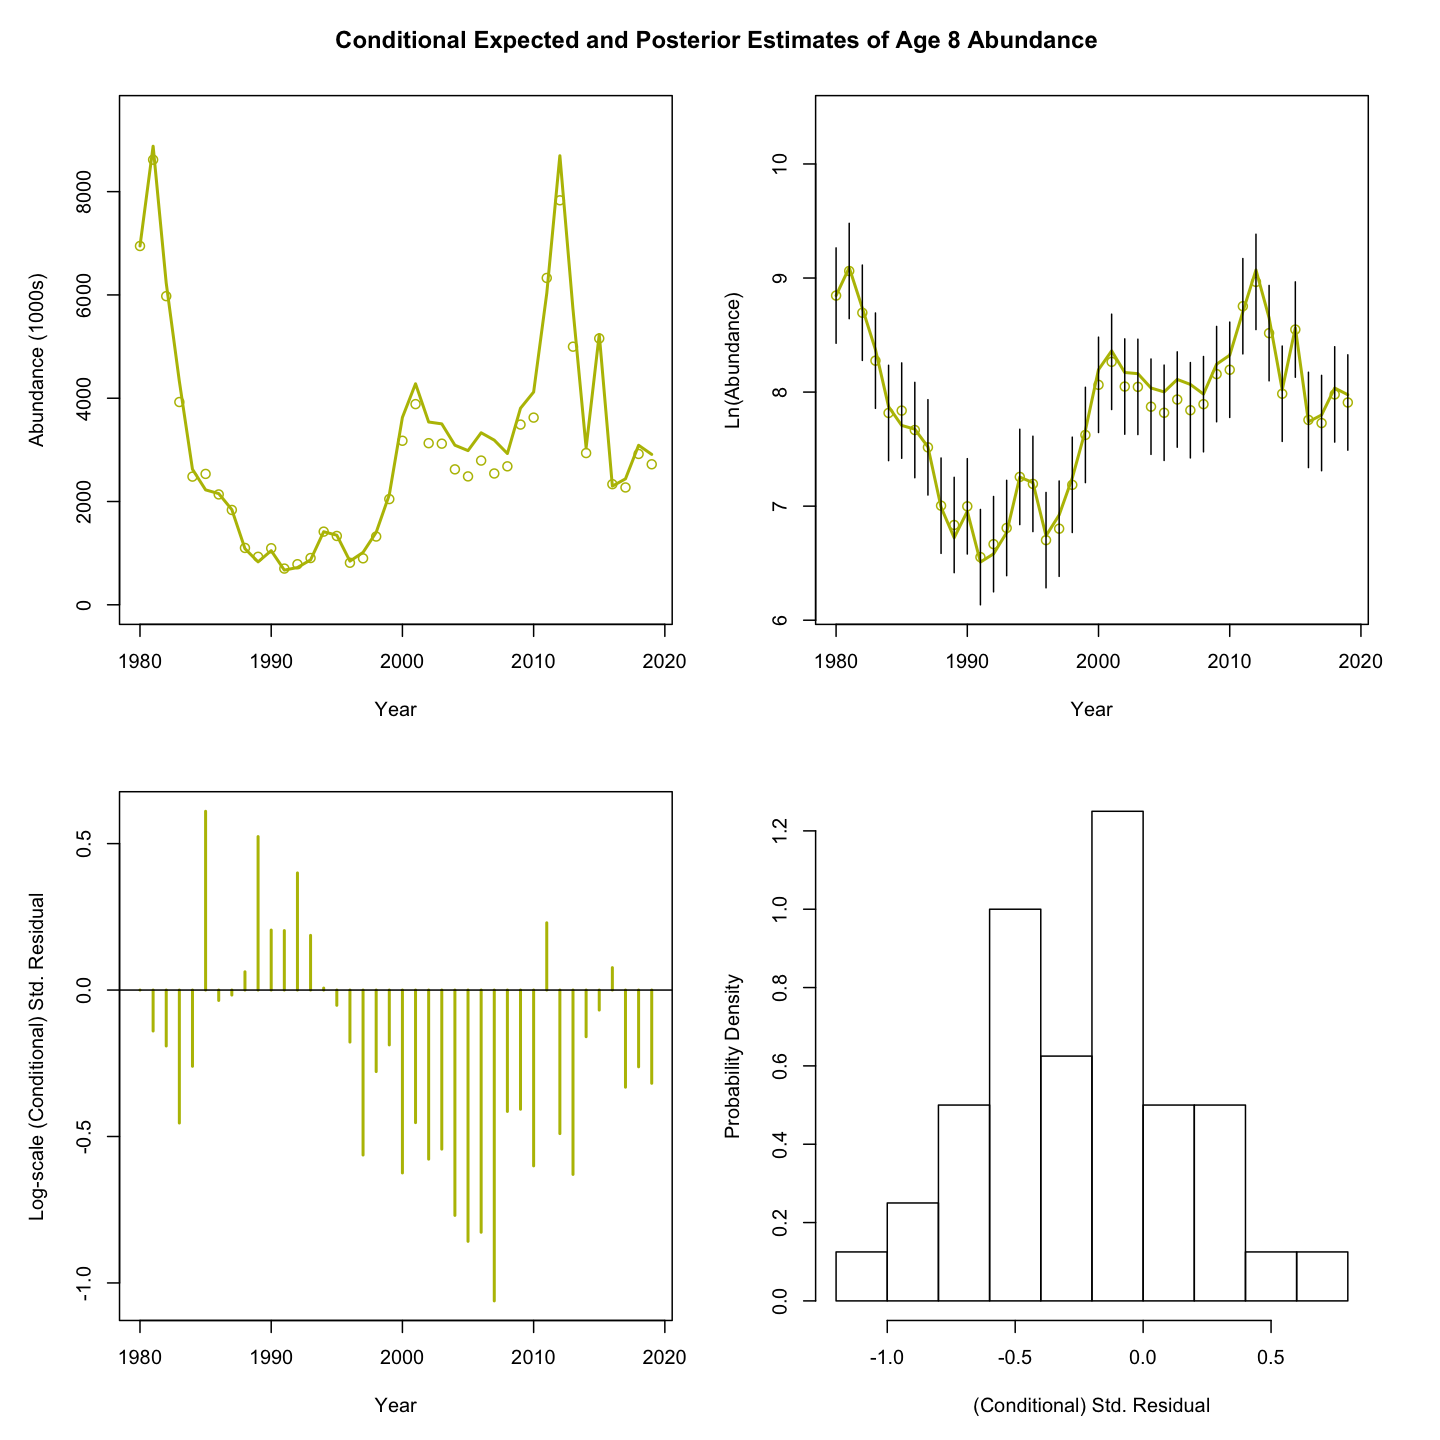 Conditional Expected and Posterior Estimates of Age 8 Abundance
Abundance (1000s)
8000
6000
4000
2000
0
1980 1990 2000 2010 2020
Year
Ln(Abundance)
10
9
8
7
6
1980 1990 2000 2010 2020
Year
Log-scale (Conditional) Std. Residual
0.5
0.0
-0.5
-1.0
1980 1990 2000 2010 2020
Year
Probability Density
1.2
1.0
0.8
0.6
0.4
0.2
0.0
-1.0 -0.5 0.0 0.5
(Conditional) Std. Residual